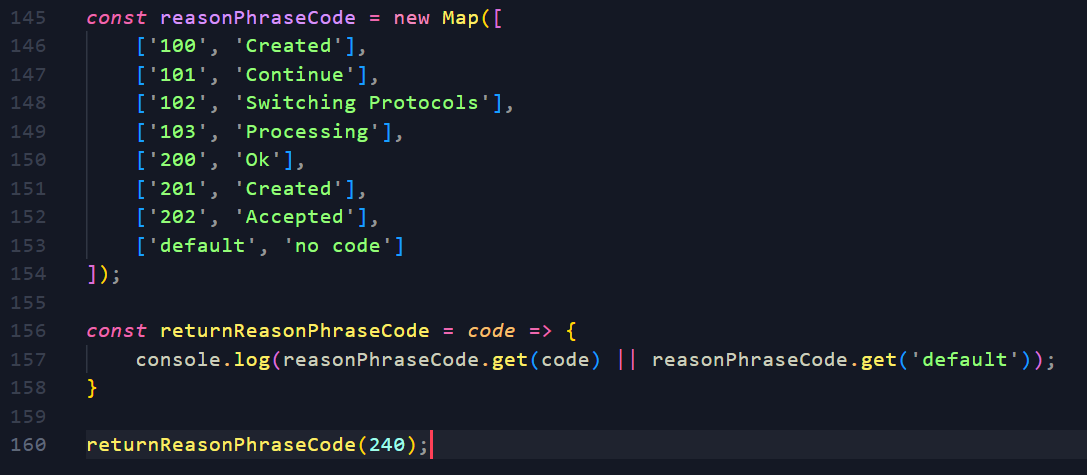 145 const reasonPhraseCode = new Map([
146     ['100', 'Created'],
147     ['101', 'Continue'],
148     ['102', 'Switching Protocols'],
149     ['103', 'Processing'],
150     ['200', 'Ok'],
151     ['201', 'Created'],
152     ['202', 'Accepted'],
153     ['default', 'no code']
154 ]);
155
156 const returnReasonPhraseCode = code => {
157     console.log(reasonPhraseCode.get(code) || reasonPhraseCode.get('default'));
158 }
159
160 returnReasonPhraseCode(240);